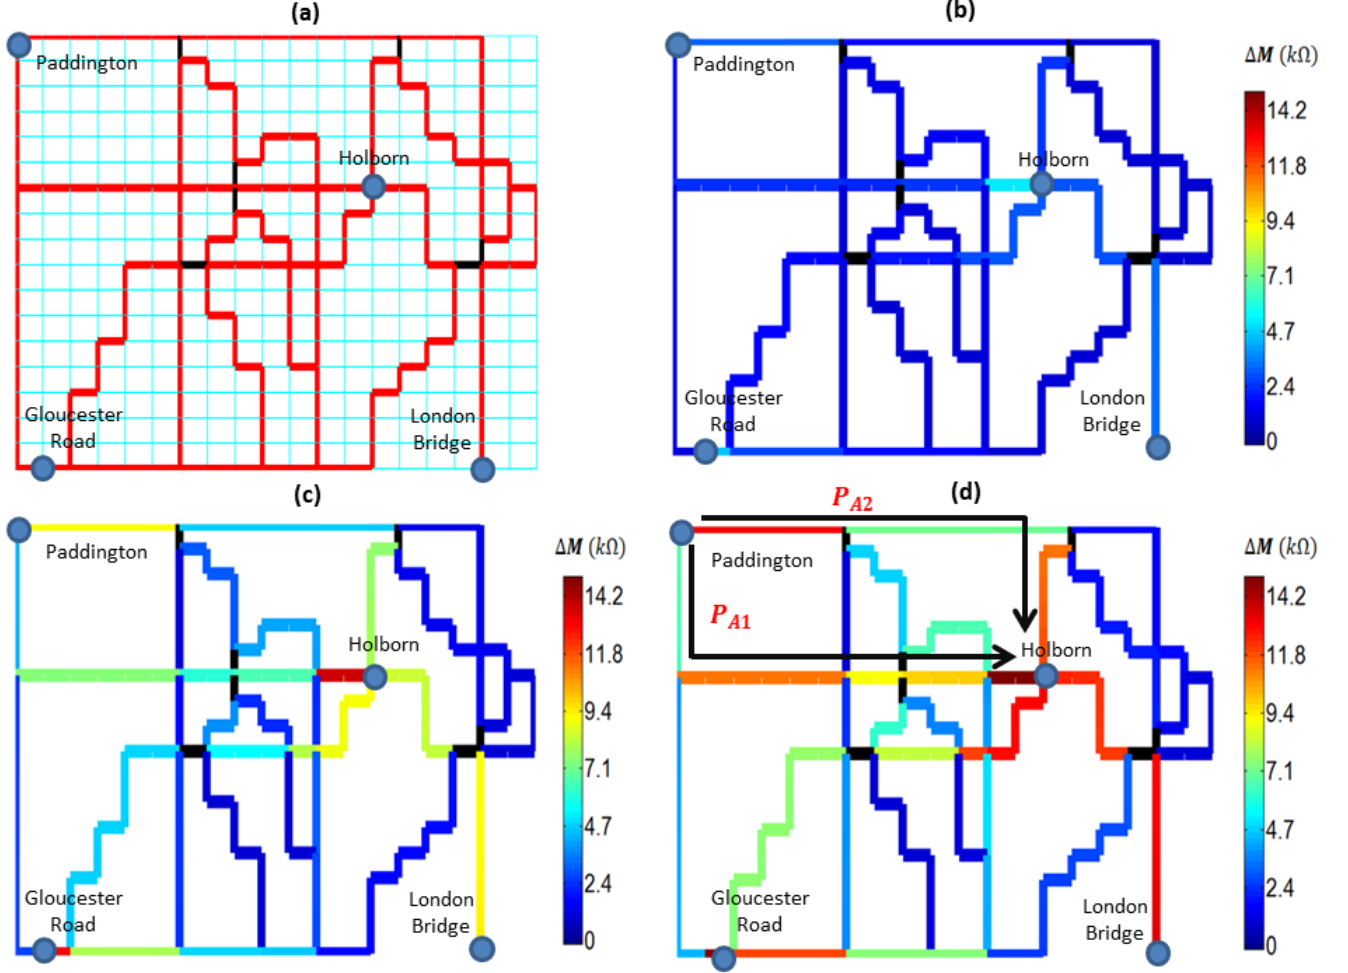 (a)
Paddington
Holborn
Gloucester
Road
London
Bridge
(b)
Paddington
Holborn
Gloucester
Road
London
Bridge
ΔM (kΩ)
14.2
11.8
9.4
7.1
4.7
2.4
0
(c)
Paddington
Holborn
Gloucester
Road
London
Bridge
ΔM (kΩ)
14.2
11.8
9.4
7.1
4.7
2.4
0
(d)
P_A2
Paddington
P_A1
Holborn
Gloucester
Road
London
Bridge
ΔM (kΩ)
14.2
11.8
9.4
7.1
4.7
2.4
0